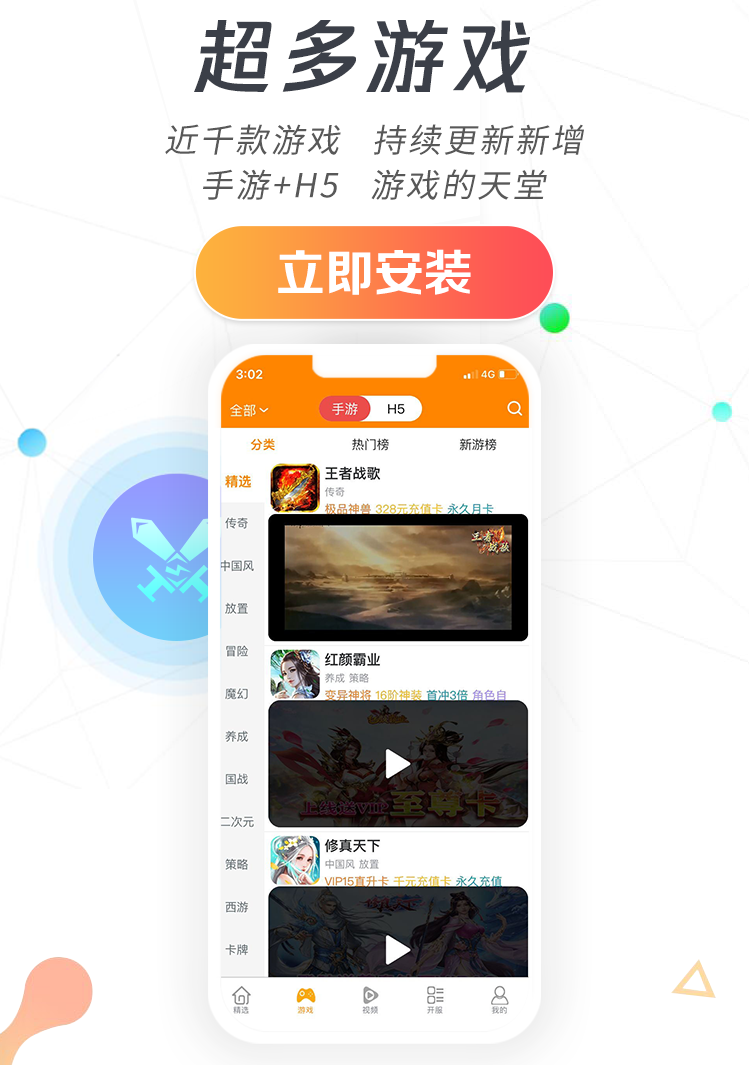 超多游戏
近千款游戏 持续更新新增
手游+H5 游戏的天堂
立即安装
3:02
4G
全部
手游
H5
分类
热门榜
新游榜
精选
传奇
中国风
放置
冒险
魔幻
养成
国战
二次元
策略
西游
卡牌
王者战歌
传奇
极品神兽 328元充值卡 永久月卡
王者战歌
红颜霸业
养成 策略
变异神将 16阶神装 首冲3倍 角色自
上线送VIP至尊卡
修真天下
中国风 放置
VIP15直升卡 千元充值卡 永久充值
修真天下
精选
游戏
视频
开服
我的